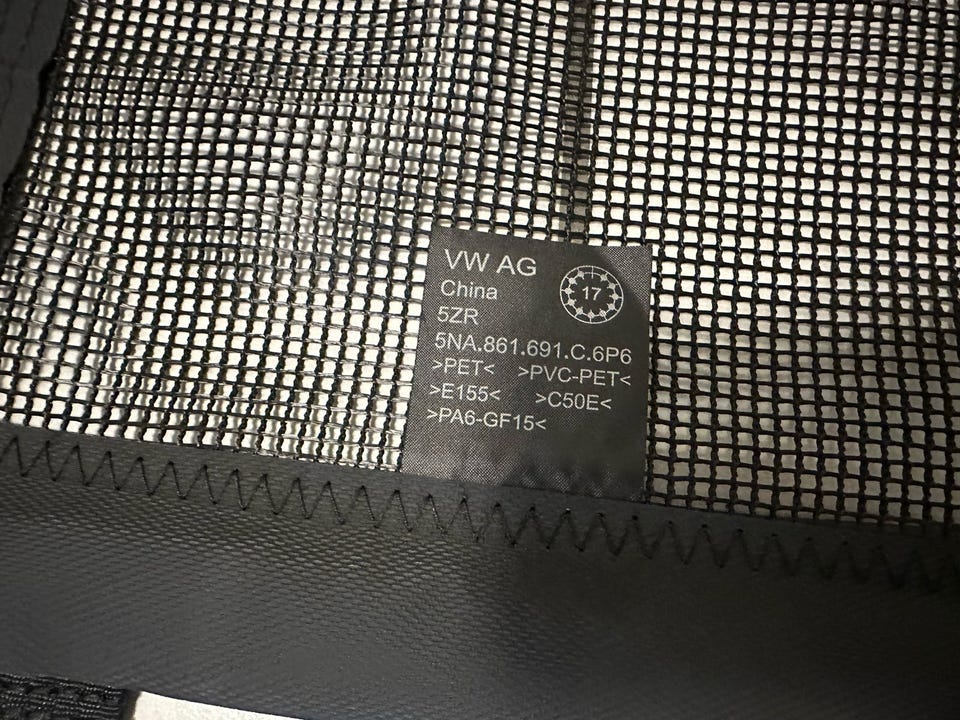 VW AG
China
17
5ZR
5NA.861.691.C.6P6
>PET< >PVC-PET<
>E155< >C50E<
>PA6-GF15<